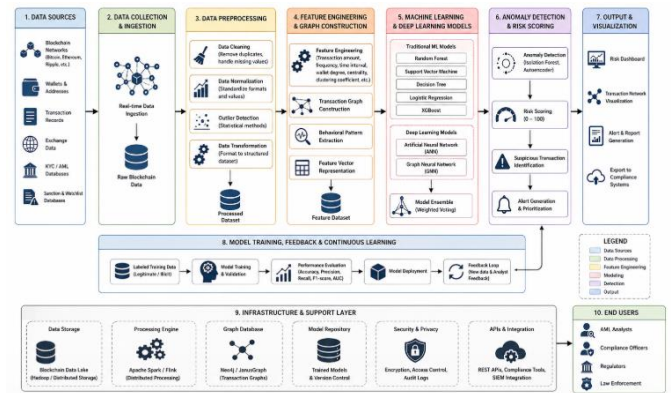 1. DATA SOURCES
Blockchain
Networks
(Bitcoin, Ethereum,
Ripple, etc.)
Wallets &
Addresses
Transaction
Records
Exchange
Data
KYC / AML
Databases
Sanction & Watchlist
Databases
2. DATA COLLECTION
& INGESTION
Real-time Data
Ingestion
Raw Blockchain
Data
3. DATA PREPROCESSING
Data Cleaning
(Remove duplicates,
handle missing values)
Data Normalization
(Standardize formats
and values)
Outlier Detection
(Statistical methods)
Data Transformation
(Format to structured
dataset)
Processed
Dataset
4. FEATURE ENGINEERING
& GRAPH CONSTRUCTION
Feature Engineering
(Transaction amount,
frequency, time interval,
wallet degree, centrality,
clustering coefficient, etc.)
Transaction Graph
Construction
Behavioral Pattern
Extraction
Feature Vector
Representation
Feature Dataset
5. MACHINE LEARNING &
DEEP LEARNING MODELS
Traditional ML Models
Random Forest
Support Vector Machine
Decision Tree
Logistic Regression
XGBoost
Deep Learning Models
Artificial Neural Network
(ANN)
Graph Neural Network
(GNN)
Model Ensemble
(Weighted Voting)
6. ANOMALY DETECTION
& RISK SCORING
Anomaly Detection
(Isolation Forest,
Autoencoder)
Risk Scoring
(0 – 100)
Suspicious Transaction
Identification
Alert Generation
& Prioritization
7. OUTPUT &
VISUALIZATION
Risk Dashboard
Transaction Network
Visualization
Alert & Report
Generation
Export to
Compliance
Systems
8. MODEL TRAINING, FEEDBACK & CONTINUOUS LEARNING
Labeled Training Data
(Legitimate / Illicit)
Model Training
& Validation
Performance Evaluation
(Accuracy, Precision,
Recall, F1-score, AUC)
Model Deployment
Feedback Loop
(New data & Analyst
Feedback)
LEGEND
Data Sources
Data Processing
Feature Engineering
Modeling
Detection
Output
9. INFRASTRUCTURE & SUPPORT LAYER
Data Storage
Blockchain Data Lake
(Hadoop / Distributed Storage)
Processing Engine
Apache Spark / Flink
(Distributed Processing)
Graph Database
Neo4j / JanusGraph
(Transaction Graphs)
Model Repository
Trained Models
& Version Control
Security & Privacy
Encryption, Access Control,
Audit Logs
APIs & Integration
REST APIs, Compliance Tools,
SIEM Integration
10. END USERS
AML Analysts
Compliance Officers
Regulators
Law Enforcement